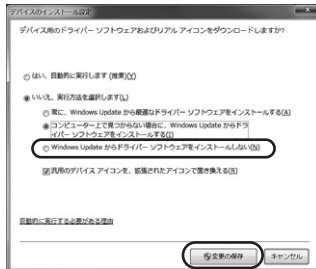 デバイスのインストール設定
デバイス用のドライバー ソフトウェアおよびリアル アイコンをダウンロードしますか?
はい、自動的に実行します (推奨)(Y)
いいえ、実行方法を選択します(L)
常に、Windows Update から最適なドライバー ソフトウェアをインストールする(A)
コンピューター上で見つからない場合に、Windows Update からドラ
イバー ソフトウェアをインストールする(I)
Windows Update からドライバー ソフトウェアをインストールしない(N)
汎用のデバイス アイコンを、拡張されたアイコンで置き換える(R)
自動的に実行する必要がある理由
変更の保存
キャンセル